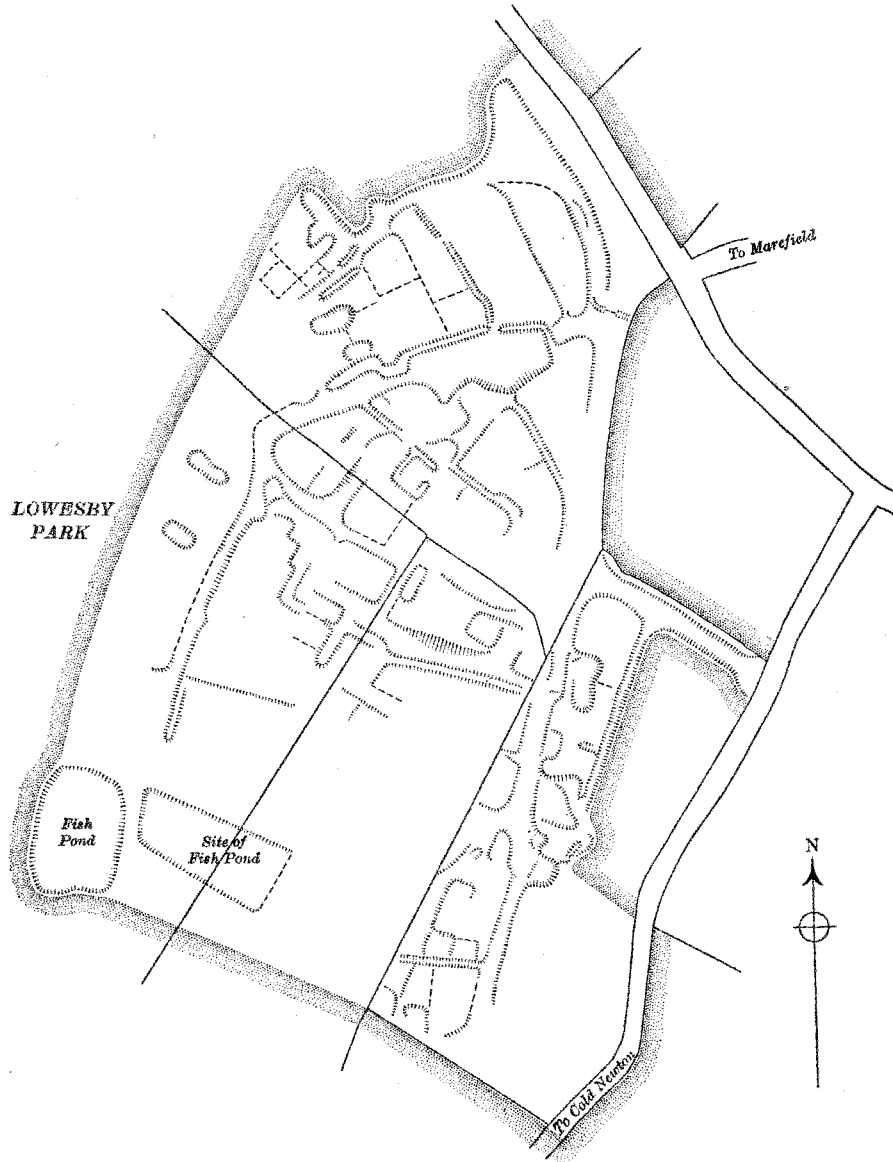 To Marefield
LOWESBY
PARK
Fish
Pond
Site of
Fish Pond
N
To Cold Newton